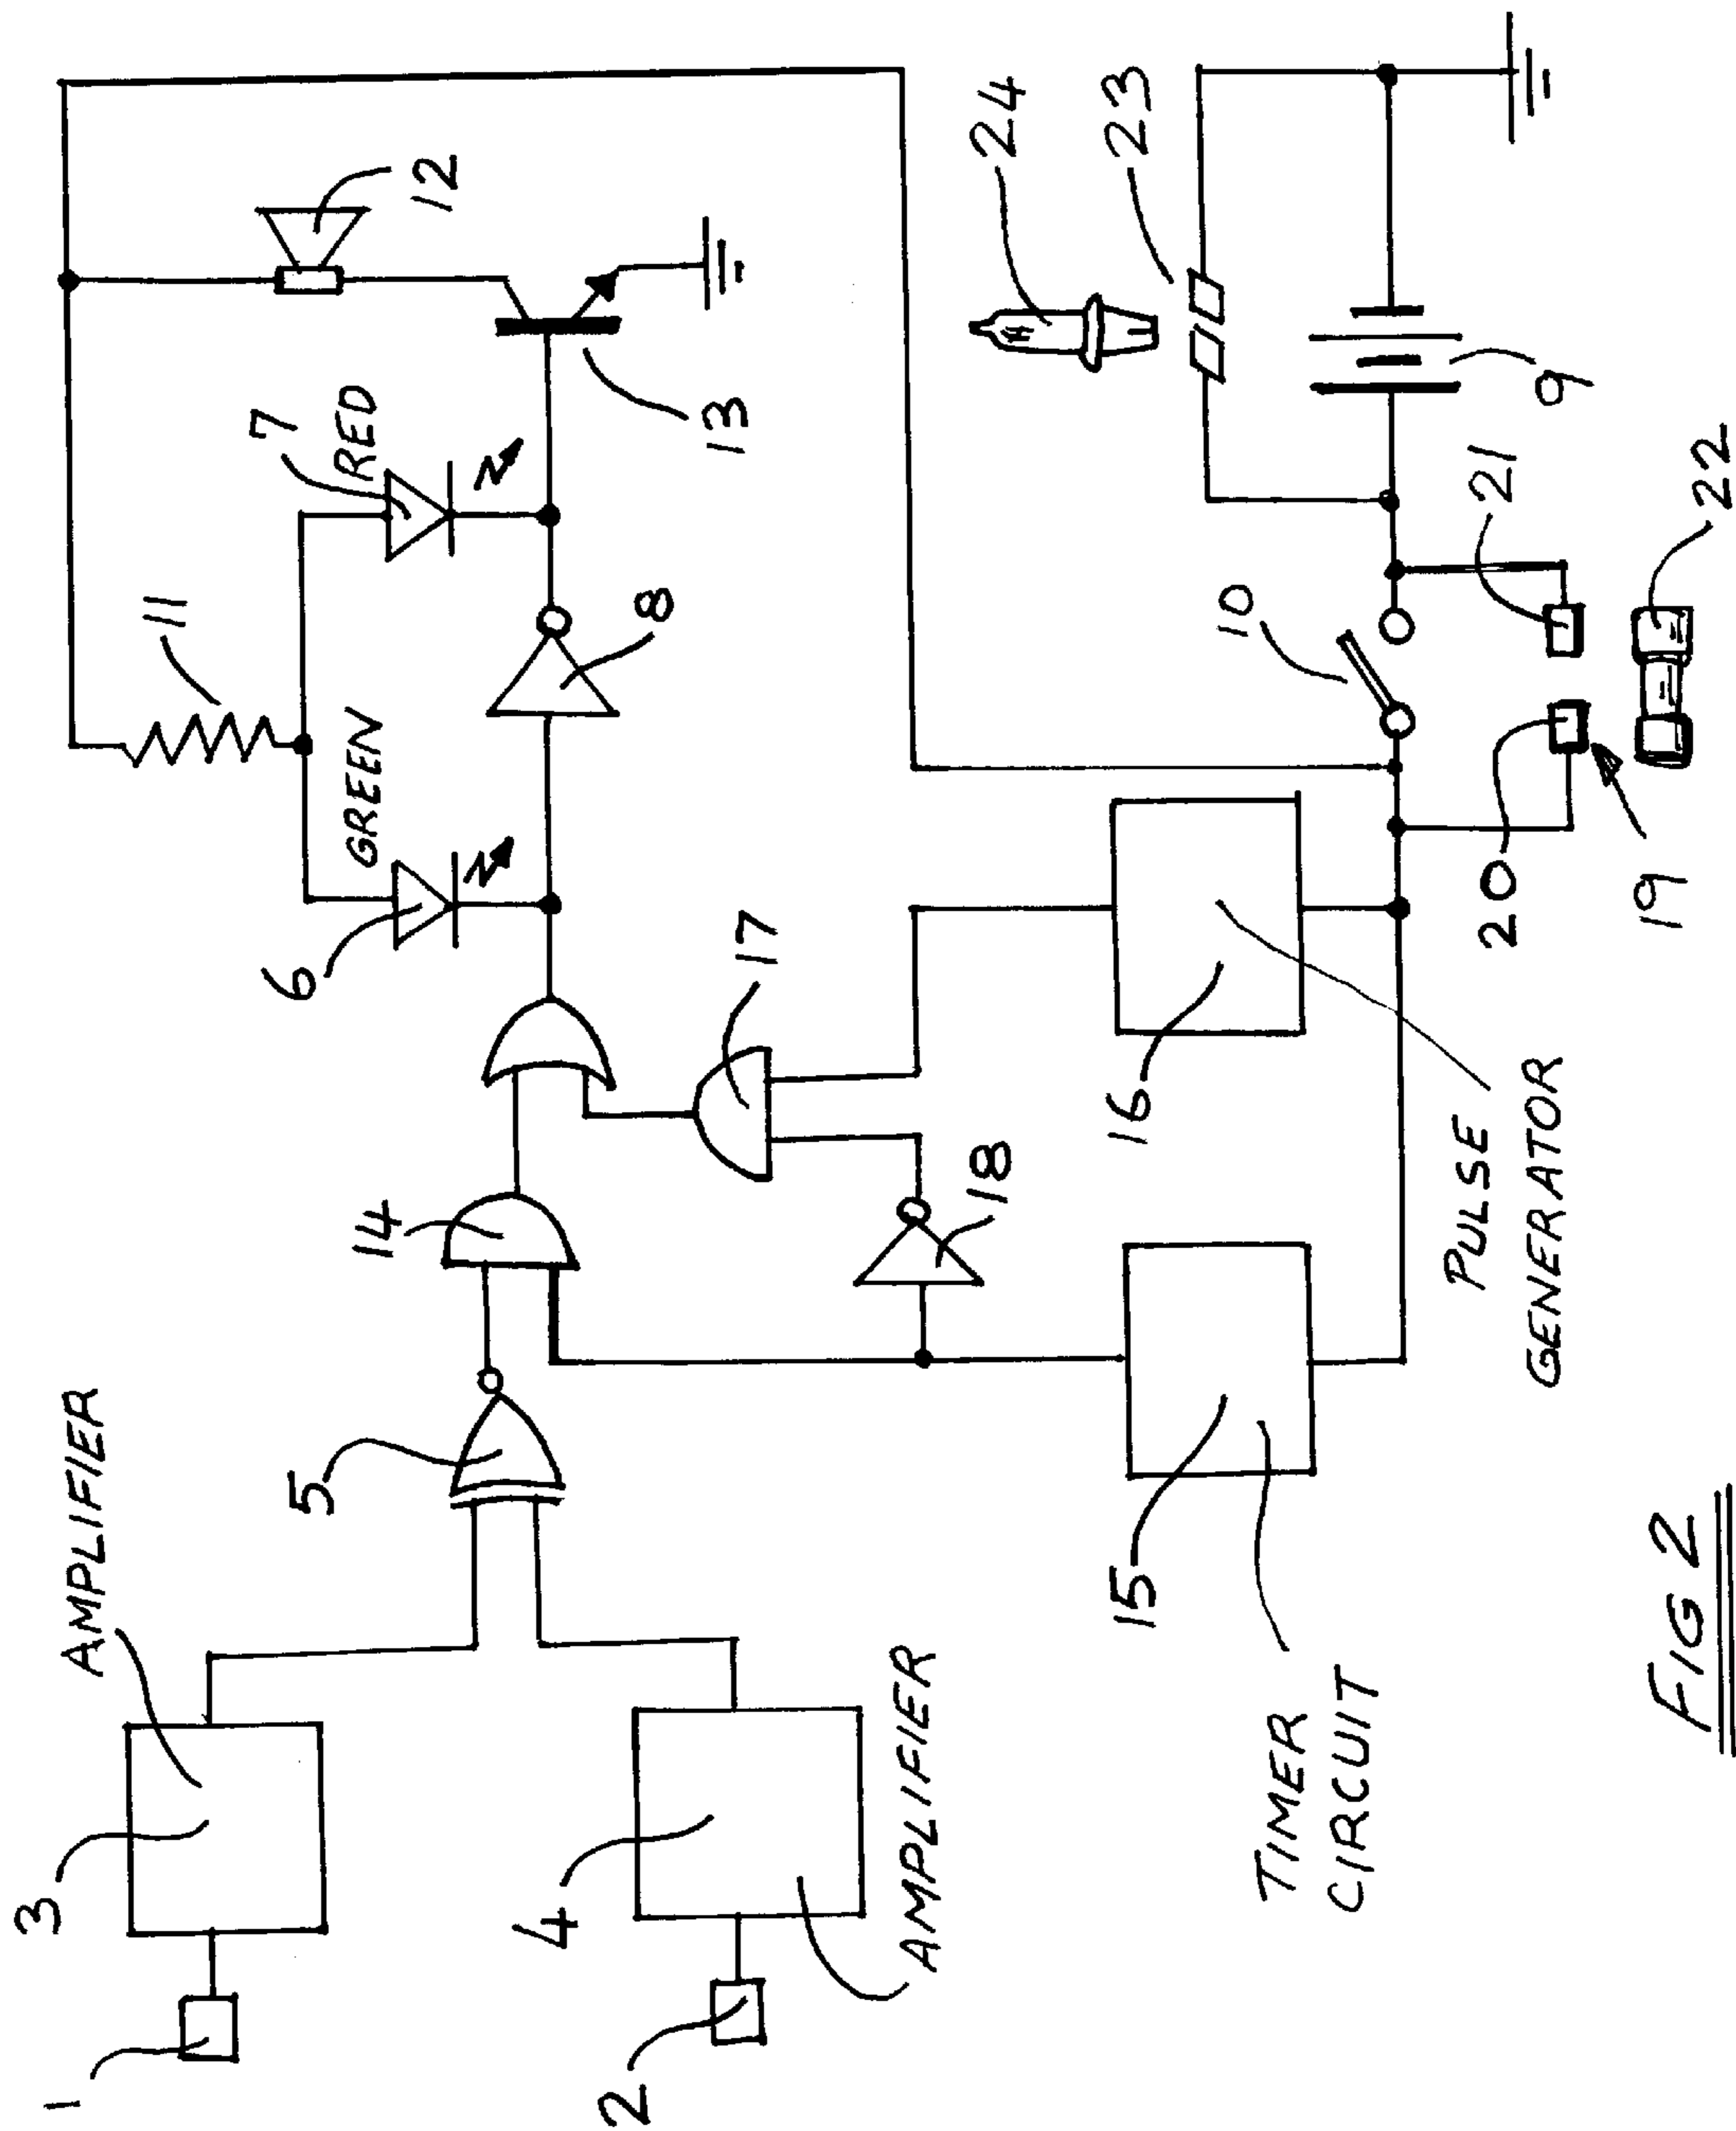 AMPLIFIER
3
1
5
14
6
GREEN
11
7
RED
12
4
2
AMPLIFIER
17
8
13
18
24
23
15
16
10
9
TIMER
CIRCUIT
PULSE
GENERATOR
20
21
19
22
FIG 2